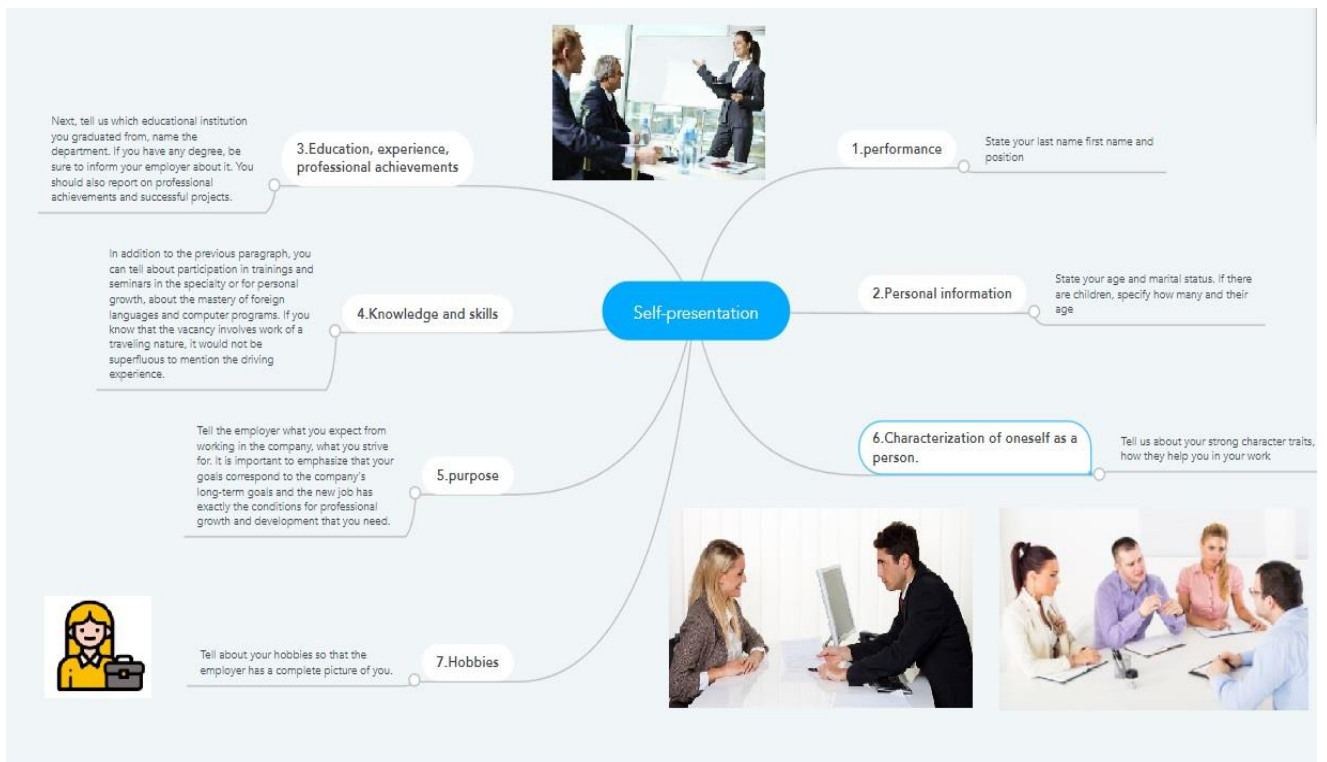 Self-presentation
1.performance
State your last name first name and
position
2.Personal information
State your age and marital status. If there
are children, specify how many and their
age
3.Education, experience,
professional achievements
Next, tell us which educational institution
you graduated from, name the
department. If you have any degree, be
sure to inform your employer about it. You
should also report on professional
achievements and successful projects.
4.Knowledge and skills
In addition to the previous paragraph, you
can tell about participation in trainings and
seminars in the specialty or for personal
growth, about the mastery of foreign
languages and computer programs. If you
know that the vacancy involves work of a
traveling nature, it would not be
superfluous to mention the driving
experience.
5.purpose
Tell the employer what you expect from
working in the company, what you strive
for. It is important to emphasize that your
goals correspond to the company's
long-term goals and the new job has
exactly the conditions for professional
growth and development that you need.
6.Characterization of oneself as a
person.
Tell us about your strong character traits,
how they help you in your work
7.Hobbies
Tell about your hobbies so that the
employer has a complete picture of you.